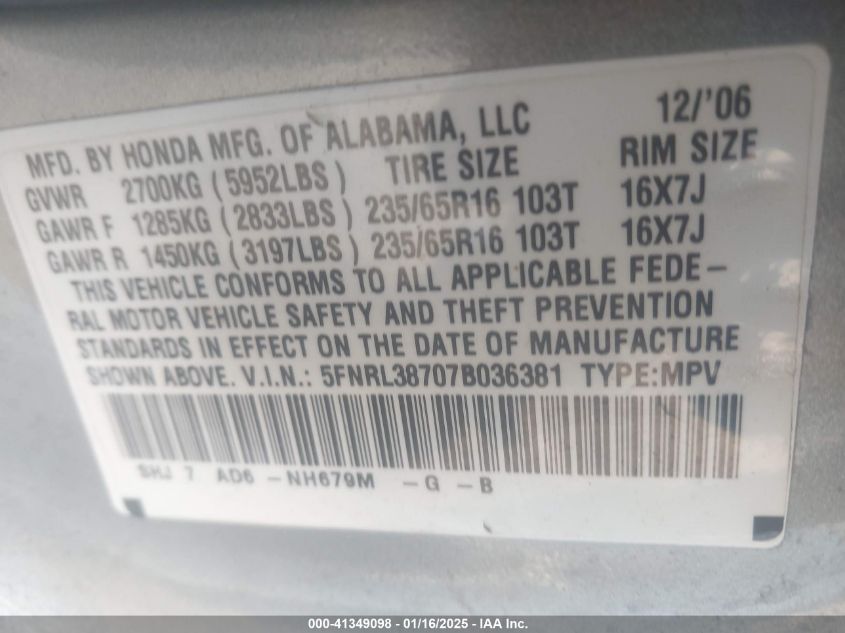 MFD. BY HONDA MFG. OF ALABAMA, LLC 12/'06
GVWR 2700KG (5952LBS) TIRE SIZE RIM SIZE
GAWR F 1285KG (2833LBS) 235/65R16 103T 16X7J
GAWR R 1450KG (3197LBS) 235/65R16 103T 16X7J
THIS VEHICLE CONFORMS TO ALL APPLICABLE FEDE-
RAL MOTOR VEHICLE SAFETY AND THEFT PREVENTION
STANDARDS IN EFFECT ON THE DATE OF MANUFACTURE
SHOWN ABOVE. V.I.N.: 5FNRL38707B036381 TYPE:MPV
SHJ 7 AD6 -NH679M -G -B
000-41349098 - 01/16/2025 - IAA Inc.